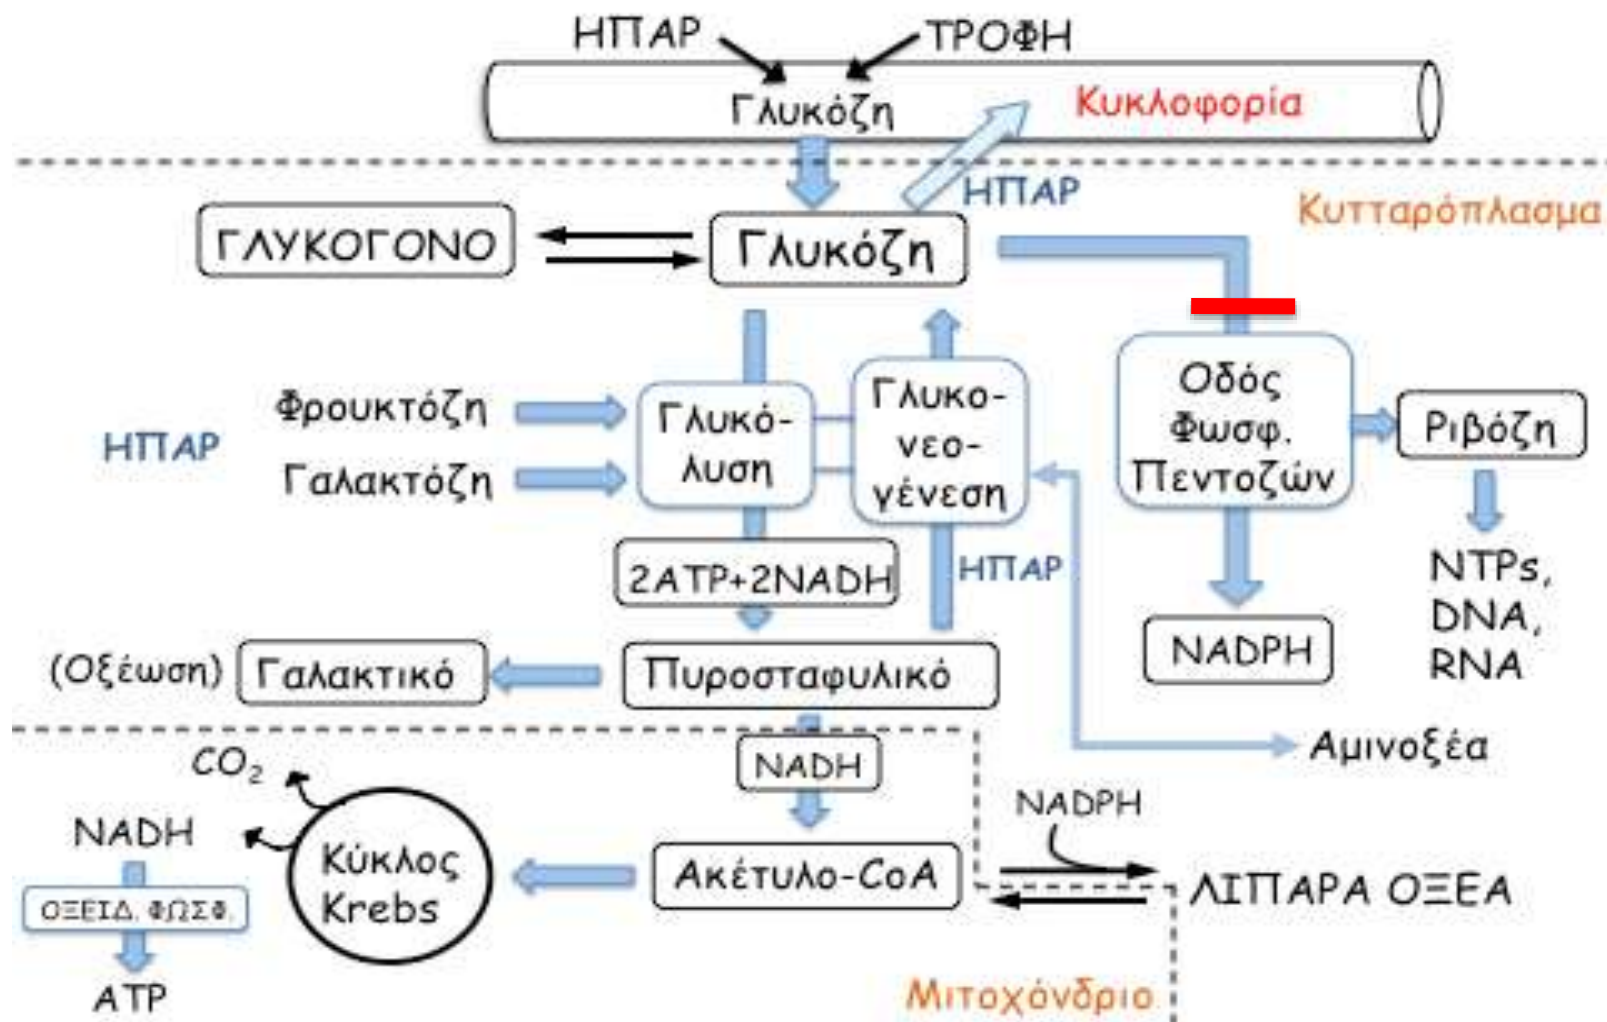 ΗΠΑΡ
ΤΡΟΦΗ
Γλυκόζη
Κυκλοφορία
ΗΠΑΡ
Κυτταρόπλασμα
ΓΛΥΚΟΓΟΝΟ
Γλυκόζη
Φρουκτόζη
ΗΠΑΡ
Γαλακτόζη
Γλυκό-
λυση
Γλυκο-
νεο-
γένεση
Οδός
Φωσφ.
Πεντοζών
Ριβόζη
2ATP+2NADH
ΗΠΑΡ
NTPs,
DNA,
RNA
NADPH
(Οξέωση)
Γαλακτικό
Πυροσταφυλικό
Αμινοξέα
CO₂
NADH
NADPH
NADH
Κύκλος
Krebs
Ακέτυλο-CoA
ΛΙΠΑΡΑ ΟΞΕΑ
ΟΞΕΙΔ. ΦΩΣΦ.
ATP
Μιτοχόνδριο